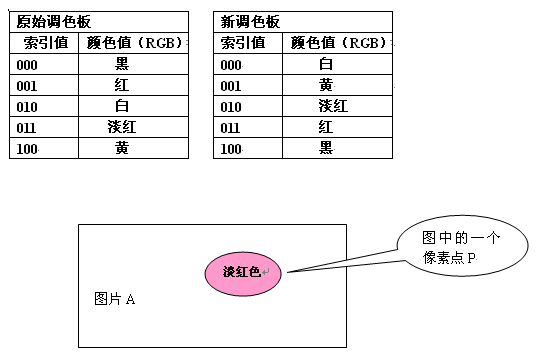 原始调色板
索引值 颜色值（RGB）
000 黑
001 红
010 白
011 淡红
100 黄
新调色板
索引值 颜色值（RGB）
000 白
001 黄
010 淡红
011 红
100 黑
图中的一个
像素点 P
淡红色
图片 A